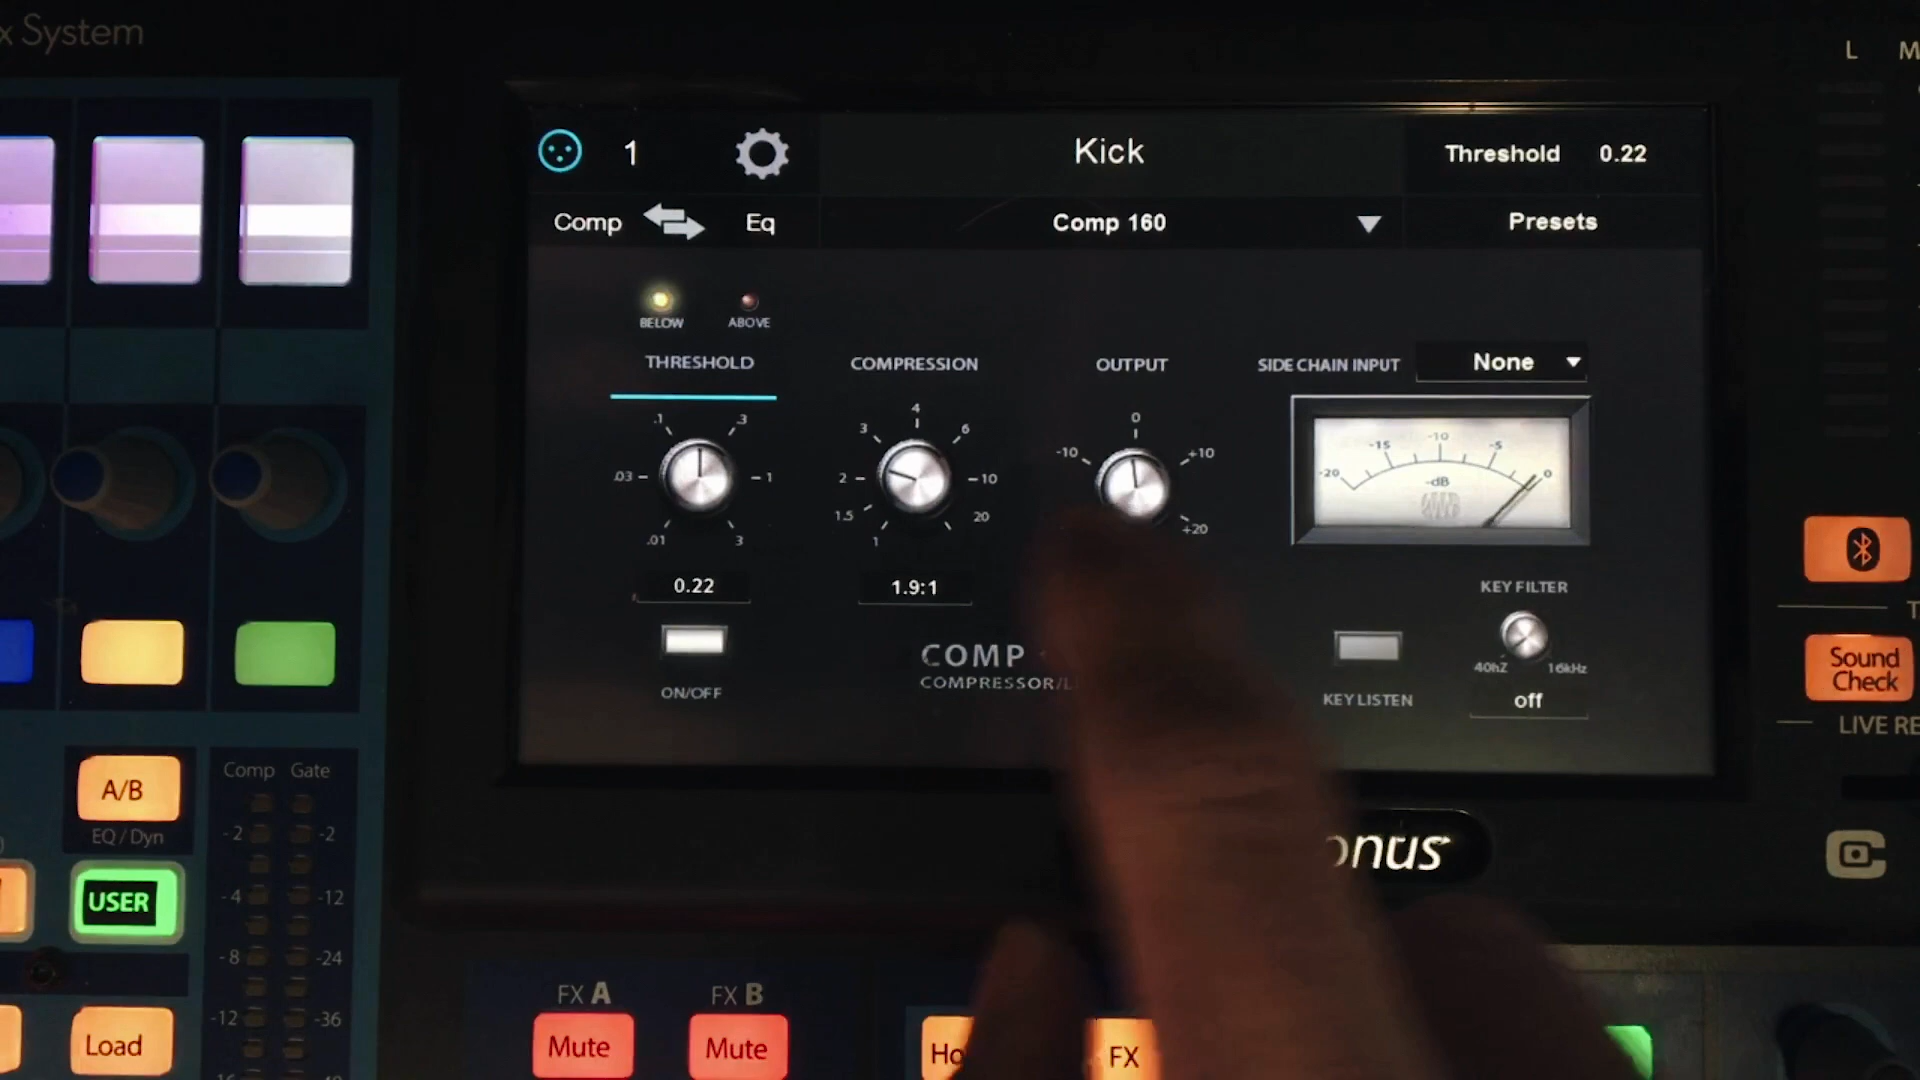 x System
L
1
Kick
Threshold 0.22
Comp
Eq
Comp 160
Presets
BELOW
ABOVE
THRESHOLD
COMPRESSION
OUTPUT
SIDE CHAIN INPUT
None
.1 .3
.03 1
.01 3
4
3 6
2 -10
1.5 20
1
0
-10 +10
+20
-20 -15 -10 -5 0
-dB
0.22
1.9:1
ON/OFF
COMP
COMPRESSOR/L
KEY FILTER
40hZ 16kHz
KEY LISTEN
off
Sound
Check
LIVE RE
A/B
EQ / Dyn
USER
Load
Comp Gate
-2 -2
-4 -12
-8 -24
-12 -36
onus
FX A
FX B
Mute
Mute
Ho
FX